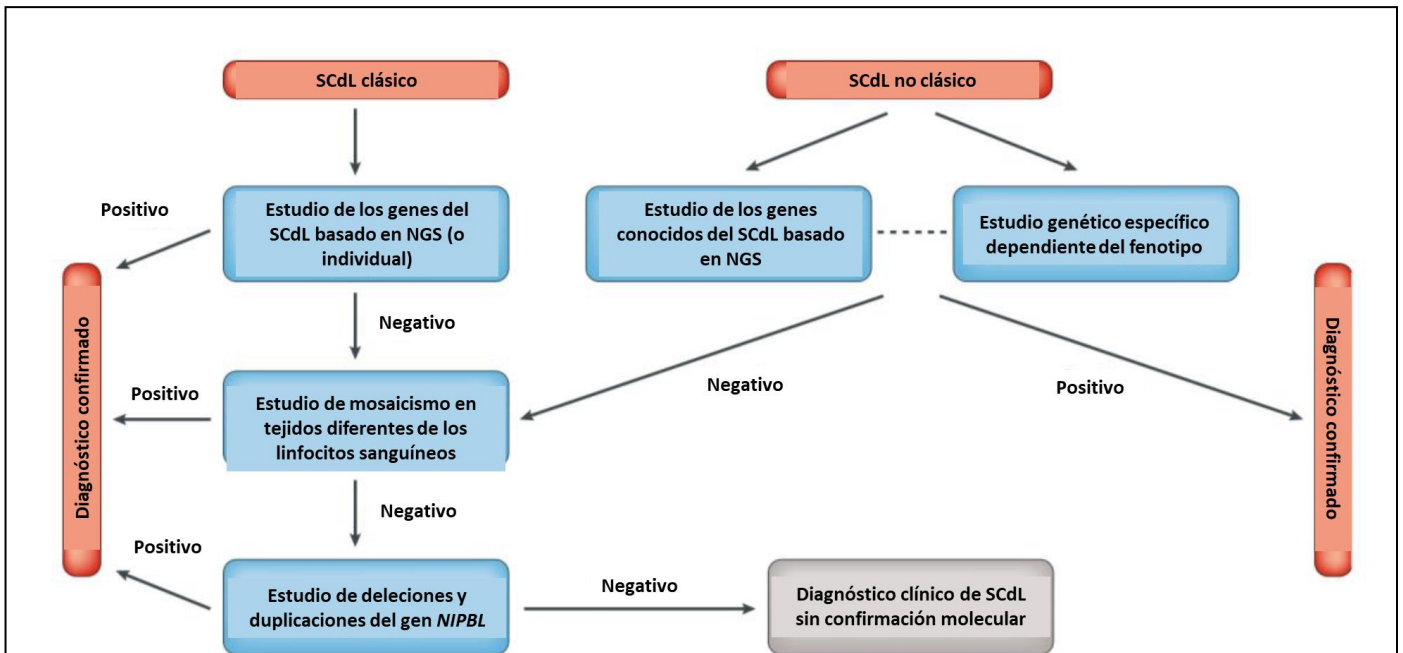 SCdL clásico
SCdL no clásico
Positivo
Estudio de los genes del
SCdL basado en NGS (o
individual)
Estudio de los genes
conocidos del SCdL basado
en NGS
Estudio genético específico
dependiente del fenotipo
Negativo
Diagnóstico confirmado
Positivo
Estudio de mosaicismo en
tejidos diferentes de los
linfocitos sanguíneos
Negativo
Positivo
Diagnóstico confirmado
Negativo
Positivo
Estudio de deleciones y
duplicaciones del gen NIPBL
Negativo
Diagnóstico clínico de SCdL
sin confirmación molecular